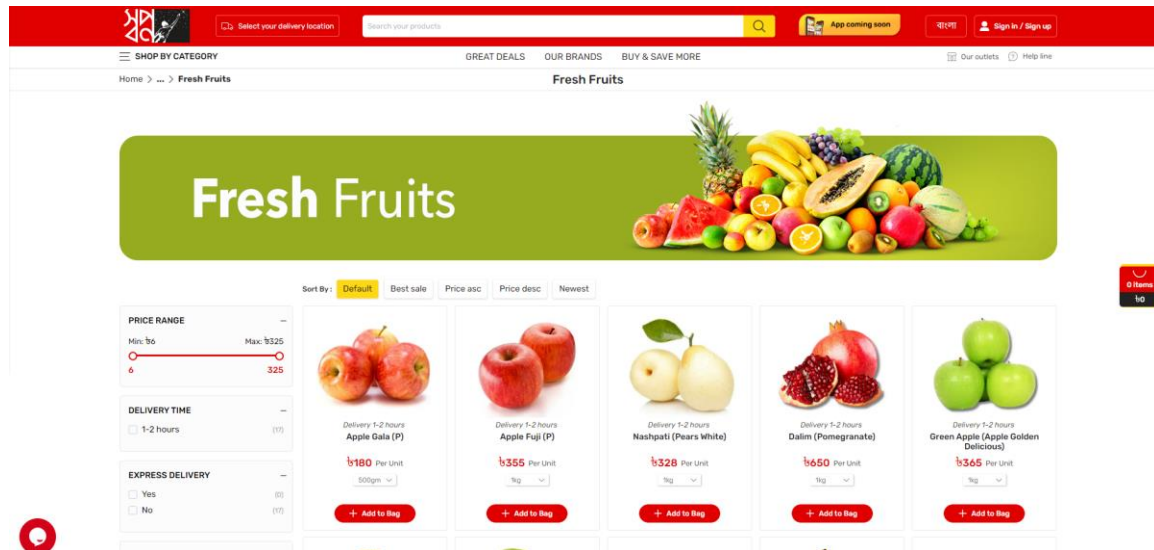 স্বপ্ন
Select your delivery location
Search your products
App coming soon
বাংলা
Sign in / Sign up
SHOP BY CATEGORY
GREAT DEALS
OUR BRANDS
BUY & SAVE MORE
Our outlets
Help line
Home > ... > Fresh Fruits
Fresh Fruits
Fresh Fruits
Sort By :
Default
Best sale
Price asc
Price desc
Newest
0 items
৳0
PRICE RANGE
Min: ৳6
Max: ৳325
6
325
DELIVERY TIME
1-2 hours
(17)
EXPRESS DELIVERY
Yes
(0)
No
(17)
Delivery 1-2 hours
Apple Gala (P)
৳180 Per Unit
500gm
+ Add to Bag
Delivery 1-2 hours
Apple Fuji (P)
৳355 Per Unit
1kg
+ Add to Bag
Delivery 1-2 hours
Nashpati (Pears White)
৳328 Per Unit
1kg
+ Add to Bag
Delivery 1-2 hours
Dalim (Pomegranate)
৳650 Per Unit
1kg
+ Add to Bag
Delivery 1-2 hours
Green Apple (Apple Golden
Delicious)
৳365 Per Unit
1kg
+ Add to Bag